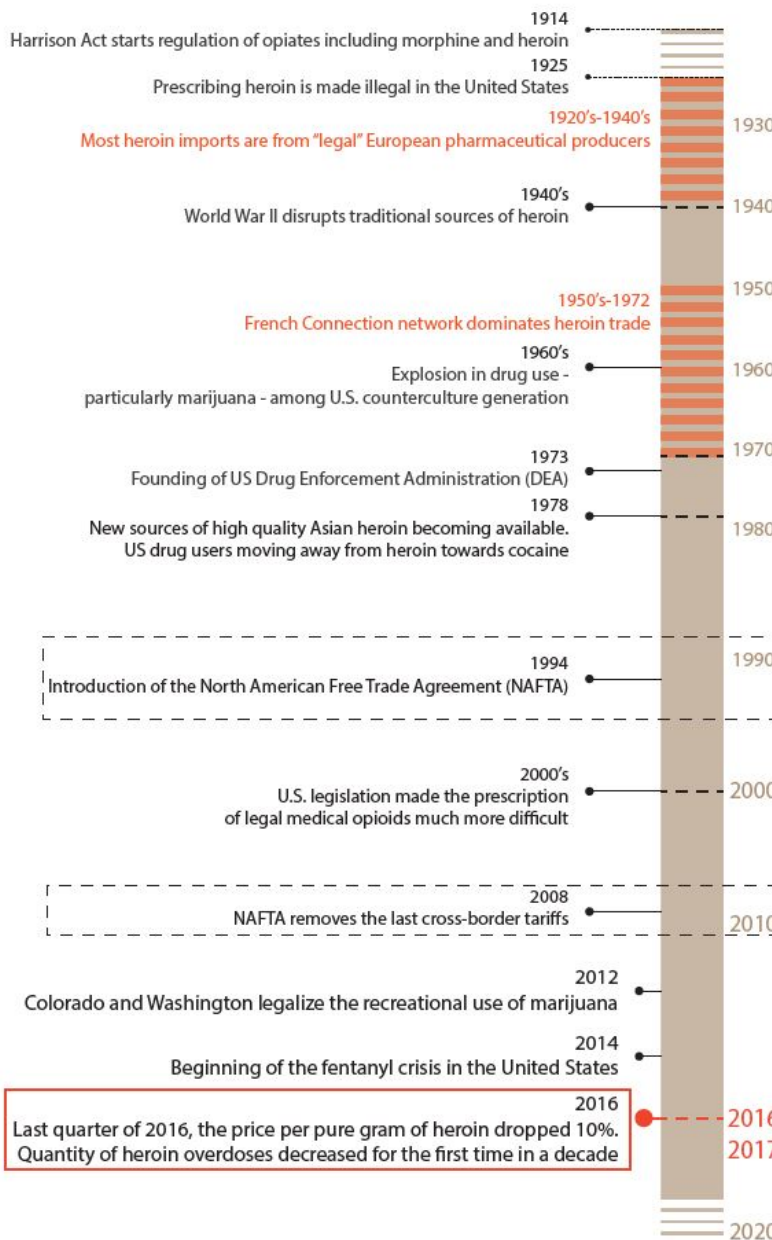 1914
Harrison Act starts regulation of opiates including morphine and heroin
1925
Prescribing heroin is made illegal in the United States
1920's-1940's
Most heroin imports are from “legal” European pharmaceutical producers
1930
1940's
World War II disrupts traditional sources of heroin
1940
1950
1950's-1972
French Connection network dominates heroin trade
1960's
Explosion in drug use -
particularly marijuana - among U.S. counterculture generation
1960
1970
1973
Founding of US Drug Enforcement Administration (DEA)
1978
New sources of high quality Asian heroin becoming available.
US drug users moving away from heroin towards cocaine
1980
1990
1994
Introduction of the North American Free Trade Agreement (NAFTA)
2000's
U.S. legislation made the prescription
of legal medical opioids much more difficult
2000
2008
NAFTA removes the last cross-border tariffs
2010
2012
Colorado and Washington legalize the recreational use of marijuana
2014
Beginning of the fentanyl crisis in the United States
2016
Last quarter of 2016, the price per pure gram of heroin dropped 10%.
Quantity of heroin overdoses decreased for the first time in a decade
2016
2017
2020